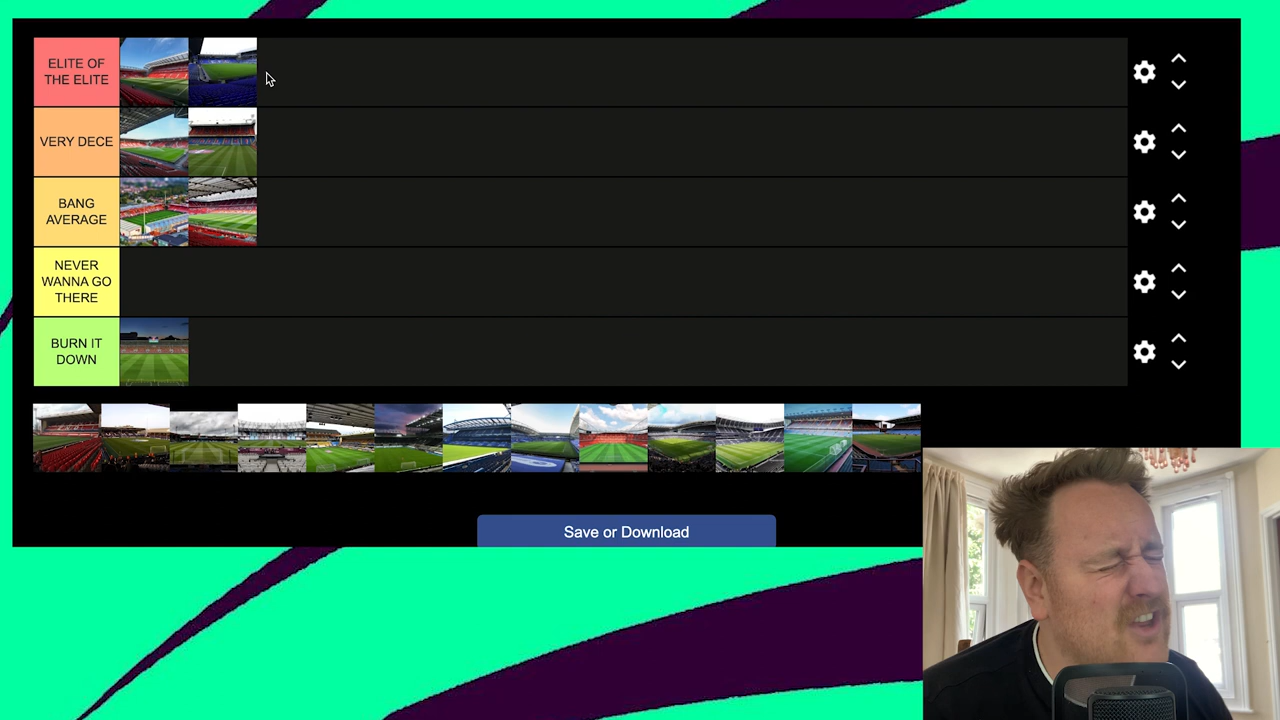 ELITE OF
THE ELITE
VERY DECE
BANG
AVERAGE
NEVER
WANNA GO
THERE
BURN IT
DOWN
Save or Download